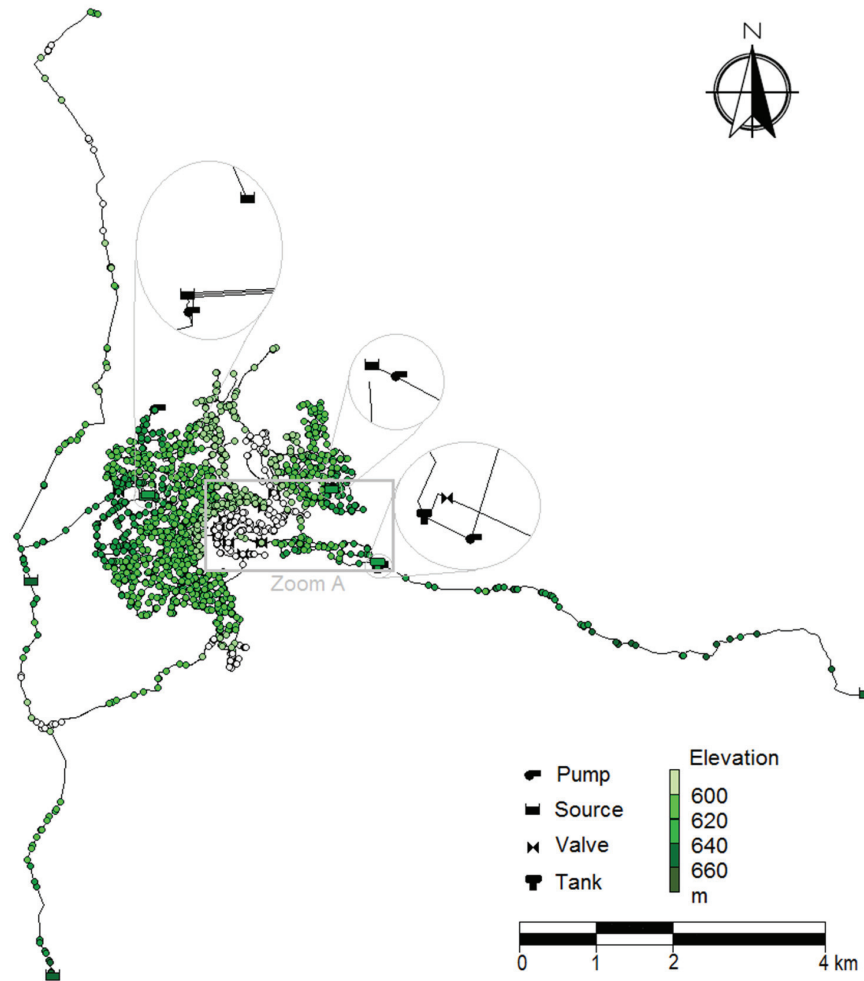 N
Zoom A
Elevation
Pump
600
Source
620
Valve
640
Tank
660
m
0 1 2 4 km